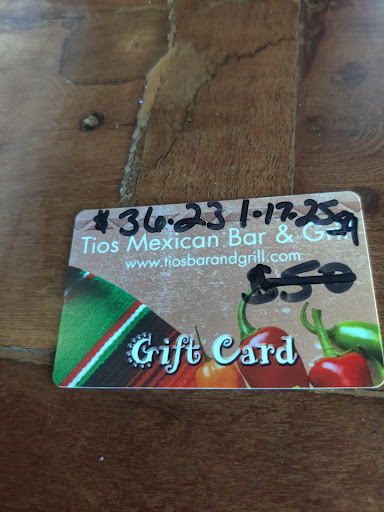 $36.23 1.17.25
Tios Mexican Bar & Grill
www.tiosbarandgrill.com
$50
Gift Card